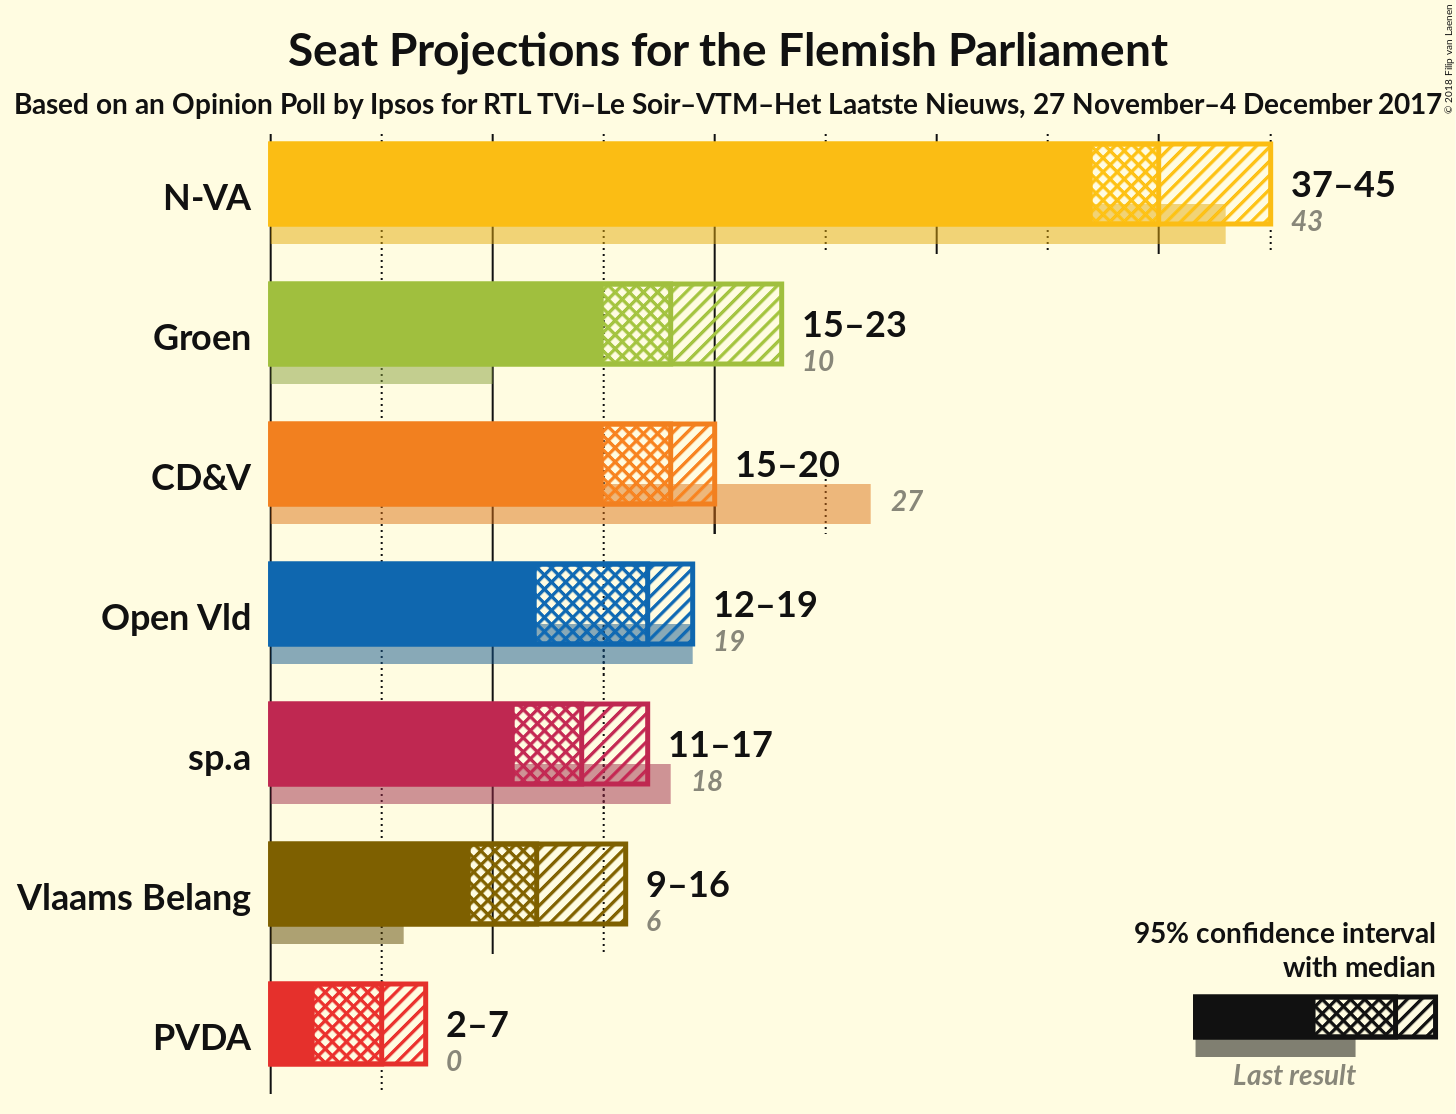 Seat Projections for the Flemish Parliament
Based on an Opinion Poll by Ipsos for RTL TVi–Le Soir–VTM–Het Laatste Nieuws, 27 November–4 December 2017
© 2018 Filip van Laenen
N-VA
37–45
43
Groen
15–23
10
CD&V
15–20
27
Open Vld
12–19
19
sp.a
11–17
18
Vlaams Belang
9–16
6
PVDA
2–7
0
95% confidence interval
with median
Last result